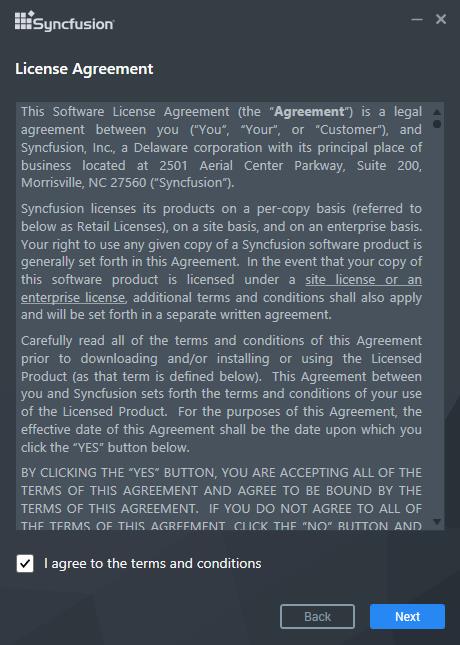 Syncfusion
License Agreement
This Software License Agreement (the “Agreement”) is a legal
agreement between you (“You”, “Your”, or “Customer”), and
Syncfusion, Inc., a Delaware corporation with its principal place of
business located at 2501 Aerial Center Parkway, Suite 200,
Morrisville, NC 27560 (“Syncfusion”).
Syncfusion licenses its products on a per-copy basis (referred to
below as Retail Licenses), on a site basis, and on an enterprise basis.
Your right to use any given copy of a Syncfusion software product is
generally set forth in this Agreement. In the event that your copy of
this software product is licensed under a site license or an
enterprise license, additional terms and conditions shall also apply
and will be set forth in a separate written agreement.
Carefully read all of the terms and conditions of this Agreement
prior to downloading and/or installing or using the Licensed
Product (as that term is defined below). This Agreement between
you and Syncfusion sets forth the terms and conditions of your use
of the Licensed Product. For the purposes of this Agreement, the
effective date of this Agreement shall be the date upon which you
click the “YES” button below.
BY CLICKING THE “YES” BUTTON, YOU ARE ACCEPTING ALL OF THE
TERMS OF THIS AGREEMENT AND AGREE TO BE BOUND BY THE
TERMS OF THIS AGREEMENT. IF YOU DO NOT AGREE TO ALL OF
THE TERMS OF THIS AGREEMENT, CLICK THE “NO” BUTTON AND
I agree to the terms and conditions
Back
Next